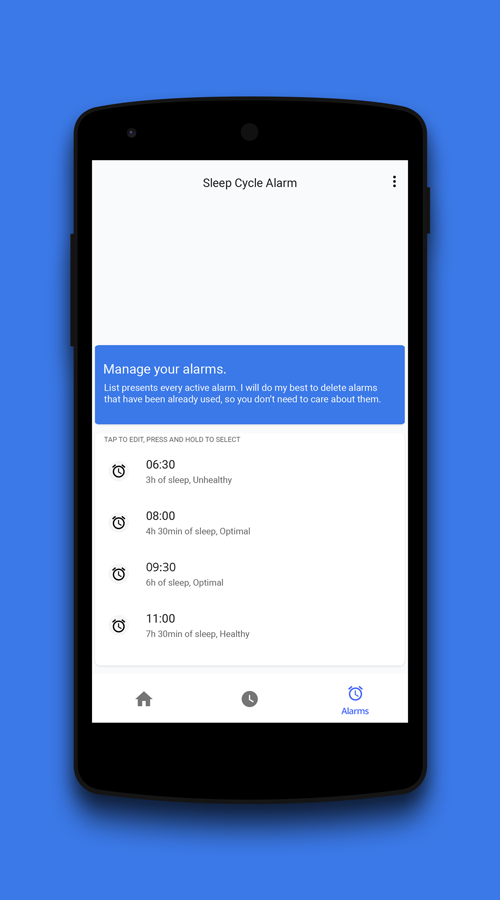 Sleep Cycle Alarm
Manage your alarms.
List presents every active alarm. I will do my best to delete alarms
that have been already used, so you don't need to care about them.
TAP TO EDIT, PRESS AND HOLD TO SELECT
06:30
3h of sleep, Unhealthy
08:00
4h 30min of sleep, Optimal
09:30
6h of sleep, Optimal
11:00
7h 30min of sleep, Healthy
Alarms